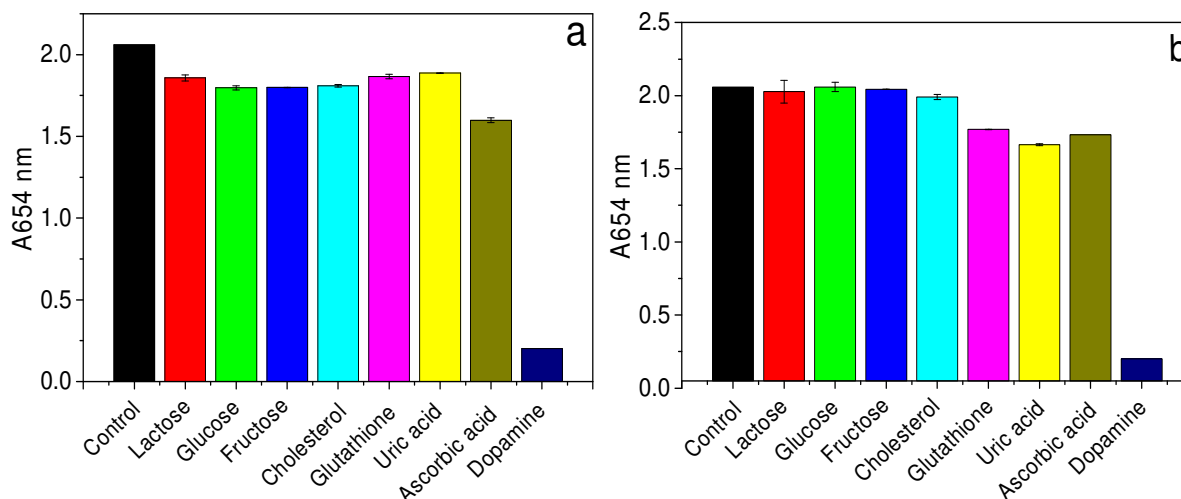 a
2.0
1.5
1.0
0.5
0.0
A654 nm
Control
Lactose
Glucose
Fructose
Cholesterol
Glutathione
Uric acid
Ascorbic acid
Dopamine
b
2.5
2.0
1.5
1.0
0.5
0.0
A654 nm
Control
Lactose
Glucose
Fructose
Cholesterol
Glutathione
Uric acid
Ascorbic acid
Dopamine